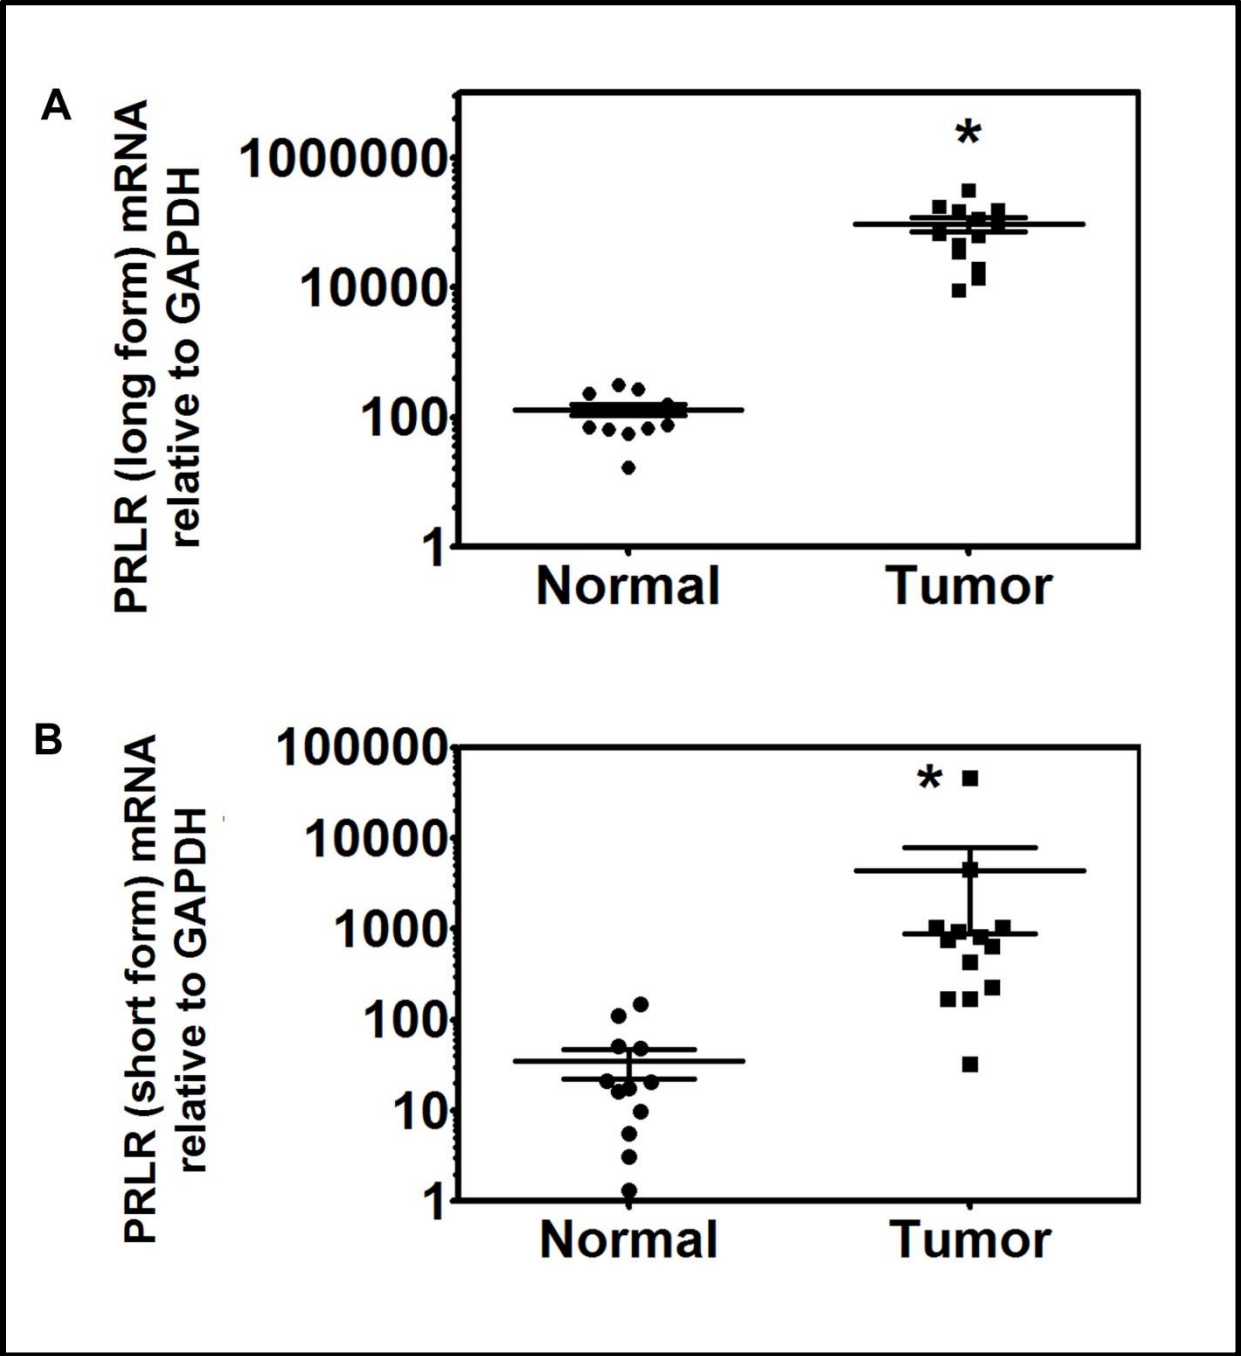 A
PRLR (long form) mRNA
relative to GAPDH
1000000
10000
100
1
*
Normal Tumor
B
PRLR (short form) mRNA
relative to GAPDH
100000
10000
1000
100
10
1
*
Normal Tumor